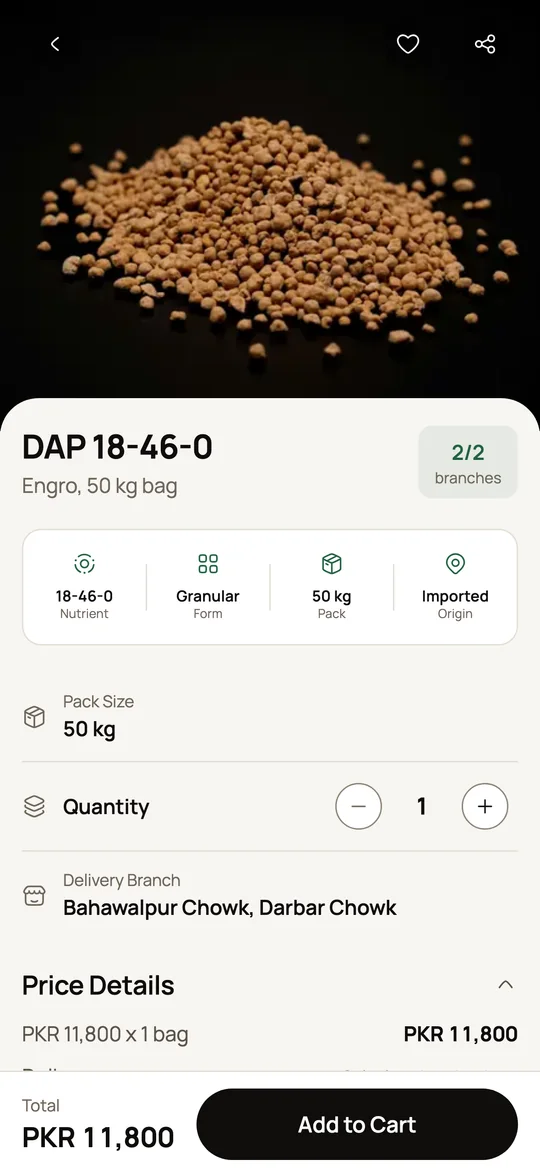 DAP 18-46-0
Engro, 50 kg bag
2/2
branches
18-46-0
Nutrient
Granular
Form
50 kg
Pack
Imported
Origin
Pack Size
50 kg
Quantity
1
Delivery Branch
Bahawalpur Chowk, Darbar Chowk
Price Details
PKR 11,800 x 1 bag
PKR 11,800
Total
PKR 11,800
Add to Cart